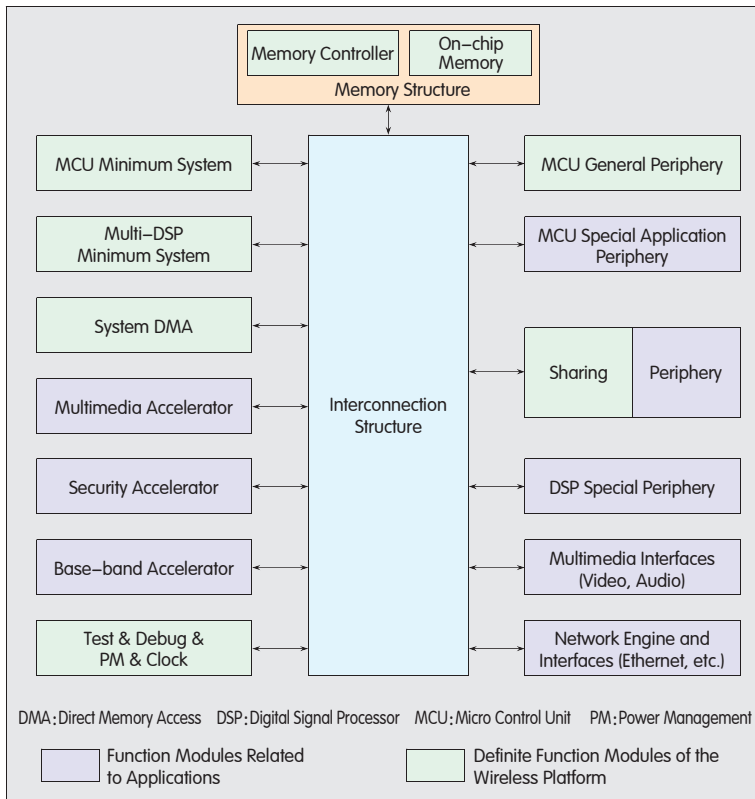 Memory Controller
On-chip
Memory
Memory Structure
MCU Minimum System
MCU General Periphery
Multi-DSP
Minimum System
MCU Special Application
Periphery
System DMA
Sharing
Periphery
Multimedia Accelerator
Interconnection
Structure
Security Accelerator
DSP Special Periphery
Base-band Accelerator
Multimedia Interfaces
(Video, Audio)
Test & Debug &
PM & Clock
Network Engine and
Interfaces (Ethernet, etc.)
DMA:Direct Memory Access DSP:Digital Signal Processor MCU:Micro Control Unit PM:Power Management
Function Modules Related
to Applications
Definite Function Modules of the
Wireless Platform